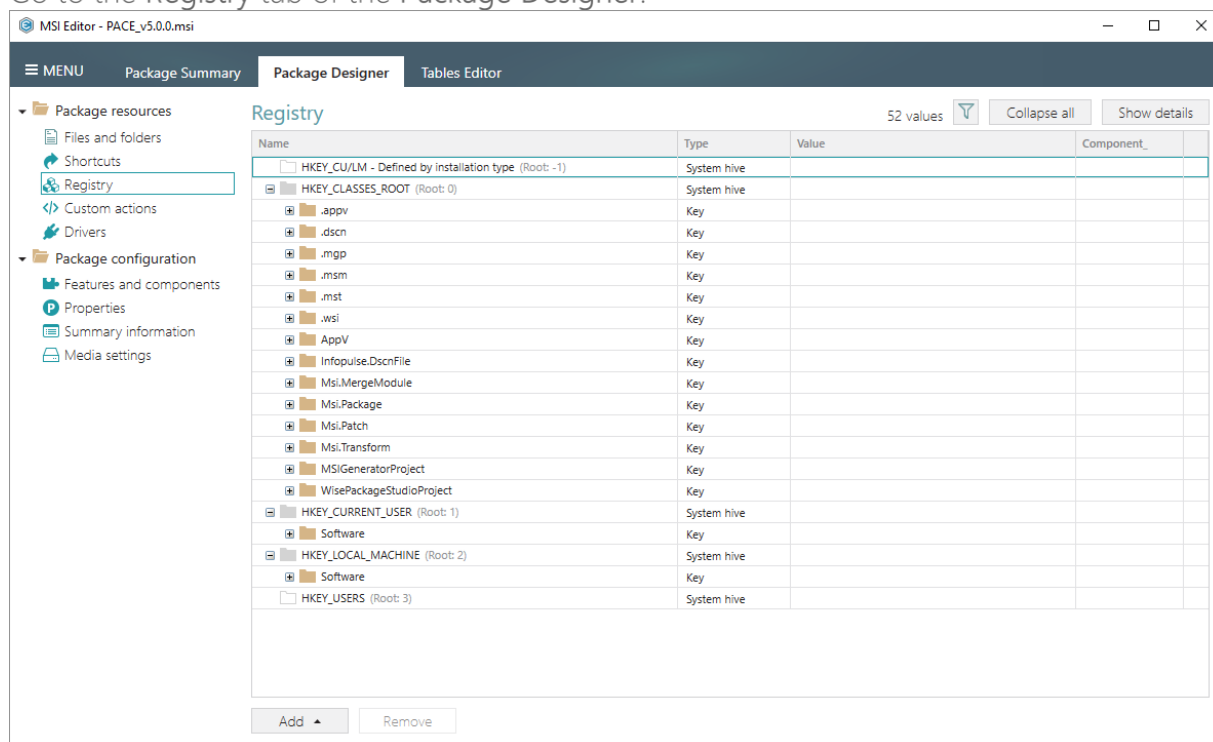 Go to the Registry tab of the Package Designer.
MSI Editor - PACE_v5.0.0.msi
MENU Package Summary Package Designer Tables Editor
Package resources
Files and folders
Shortcuts
Registry
Custom actions
Drivers
Package configuration
Features and components
Properties
Summary information
Media settings
Registry 52 values Collapse all Show details
Name Type Value Component_
HKEY_CU/LM - Defined by installation type (Root: -1) System hive
HKEY_CLASSES_ROOT (Root: 0) System hive
.appv Key
.dscn Key
.mgp Key
.msm Key
.mst Key
.wsi Key
AppV Key
Infopulse.DscnFile Key
Msi.MergeModule Key
Msi.Package Key
Msi.Patch Key
Msi.Transform Key
MSIGeneratorProject Key
WisePackageStudioProject Key
HKEY_CURRENT_USER (Root: 1) System hive
Software Key
HKEY_LOCAL_MACHINE (Root: 2) System hive
Software Key
HKEY_USERS (Root: 3) System hive
Add Remove